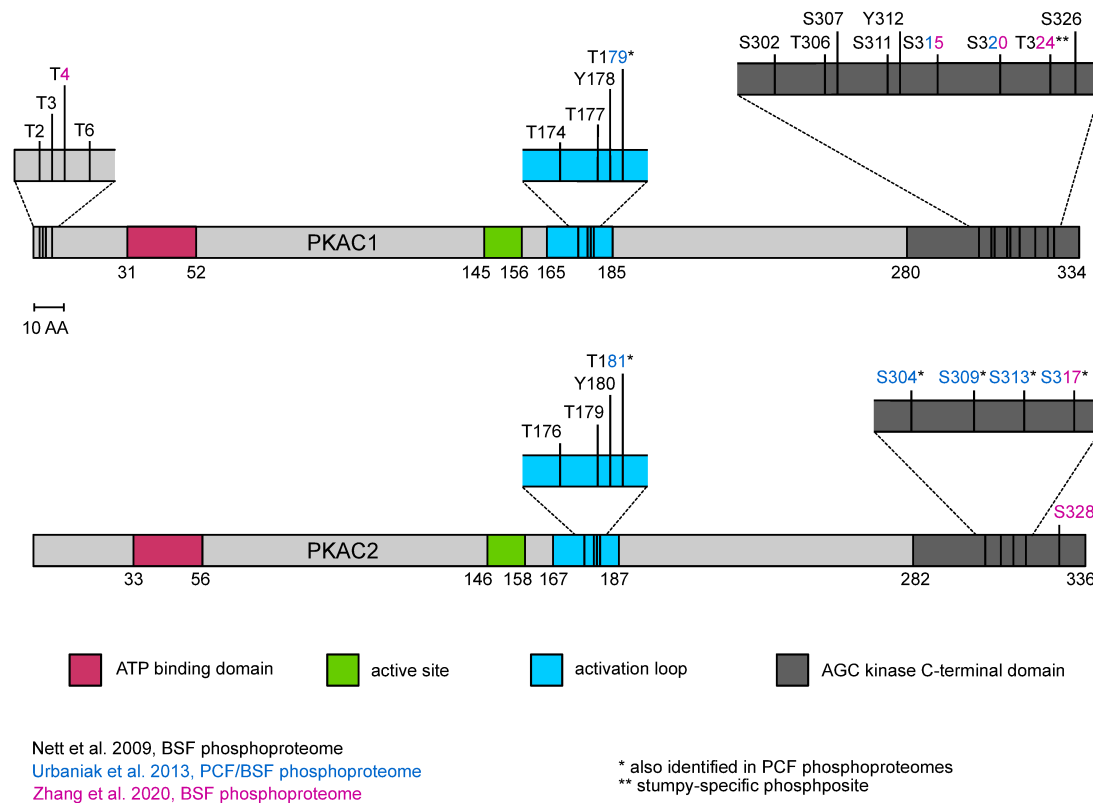 S307 Y312 S326
S302 T306 S311 S315 S320 T324**
T179*
Y178
T4
T3
T177
T2 T6
T174
PKAC1
31 52 145 156 165 185 280 334
10 AA
T181*
Y180
S304* S309* S313* S317*
T179
T176
S328
PKAC2
33 56 146 158 167 187 282 336
ATP binding domain
active site
activation loop
AGC kinase C-terminal domain
Nett et al. 2009, BSF phosphoproteome
Urbaniak et al. 2013, PCF/BSF phosphoproteome
Zhang et al. 2020, BSF phosphoproteome
* also identified in PCF phosphoproteomes
** stumpy-specific phosphposite